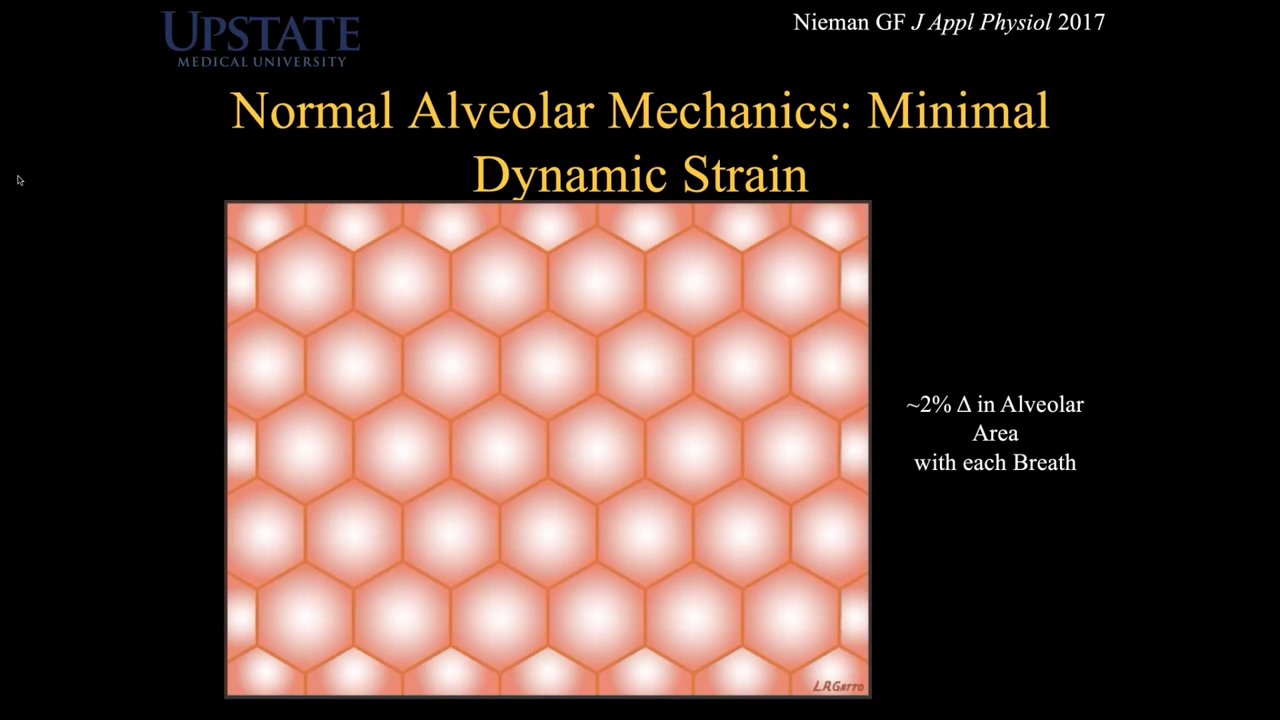 UPSTATE
MEDICAL UNIVERSITY
Nieman GF J Appl Physiol 2017
Normal Alveolar Mechanics: Minimal
Dynamic Strain
~2% Δ in Alveolar
Area
with each Breath
L.R.GATTO